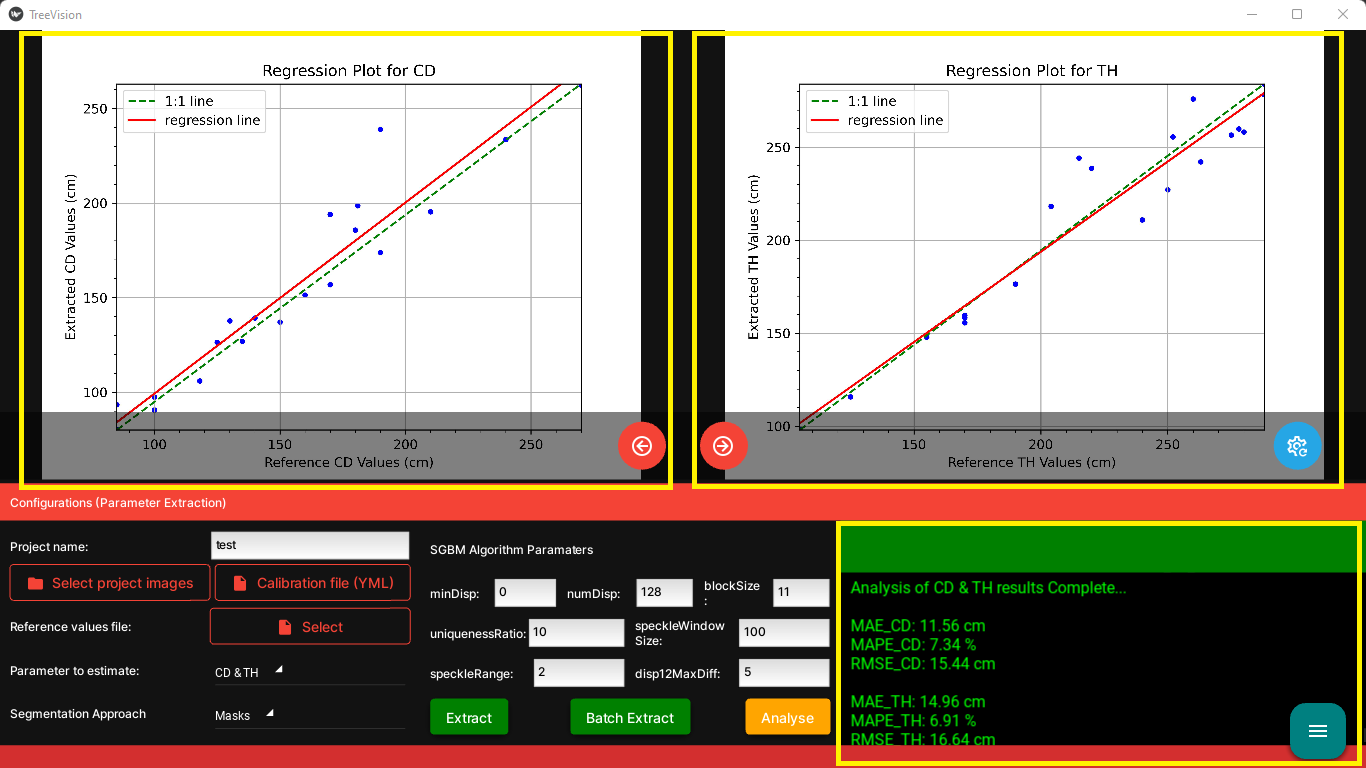 TreeVision
Regression Plot for CD
1:1 line
regression line
Extracted CD Values (cm)
250
200
150
100
100 150 200 250
Reference CD Values (cm)
Regression Plot for TH
1:1 line
regression line
Extracted TH Values (cm)
250
200
150
100
150 200 250
Reference TH Values (cm)
Configurations (Parameter Extraction)
Project name: test
Select project images Calibration file (YML)
Reference values file: Select
Parameter to estimate: CD & TH
Segmentation Approach Masks
SGBM Algorithm Paramaters
minDisp: 0 numDisp: 128 blockSize : 11
uniquenessRatio: 10 speckleWindow Size: 100
speckleRange: 2 disp12MaxDiff: 5
Extract Batch Extract Analyse
Analysis of CD & TH results Complete...
MAE_CD: 11.56 cm
MAPE_CD: 7.34 %
RMSE_CD: 15.44 cm
MAE_TH: 14.96 cm
MAPE_TH: 6.91 %
RMSE_TH: 16.64 cm